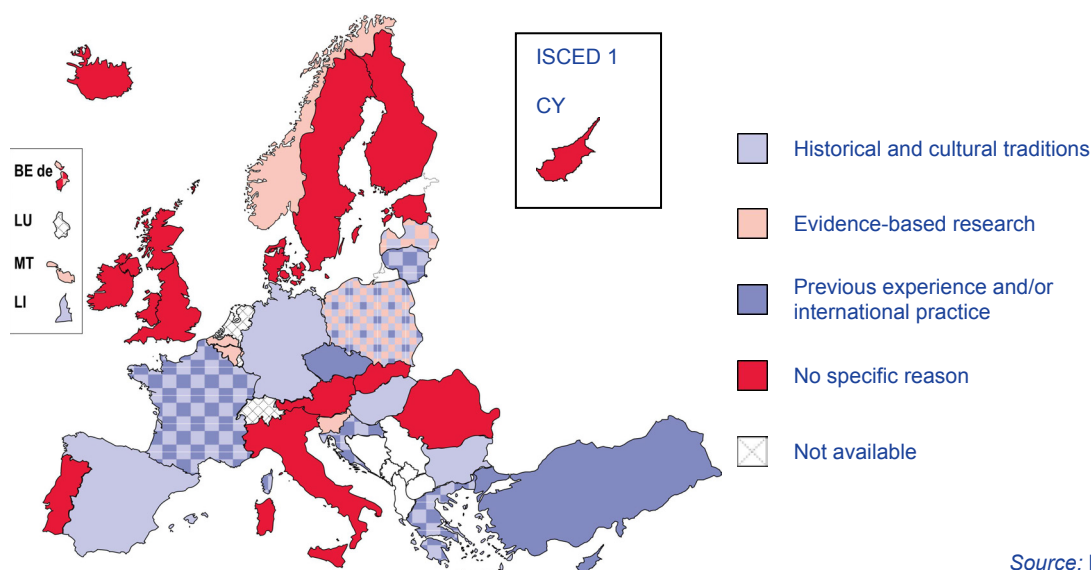 ISCED 1
CY
BE de
LU
MT
LI
Historical and cultural traditions
Evidence-based research
Previous experience and/or
international practice
No specific reason
Not available
Source: